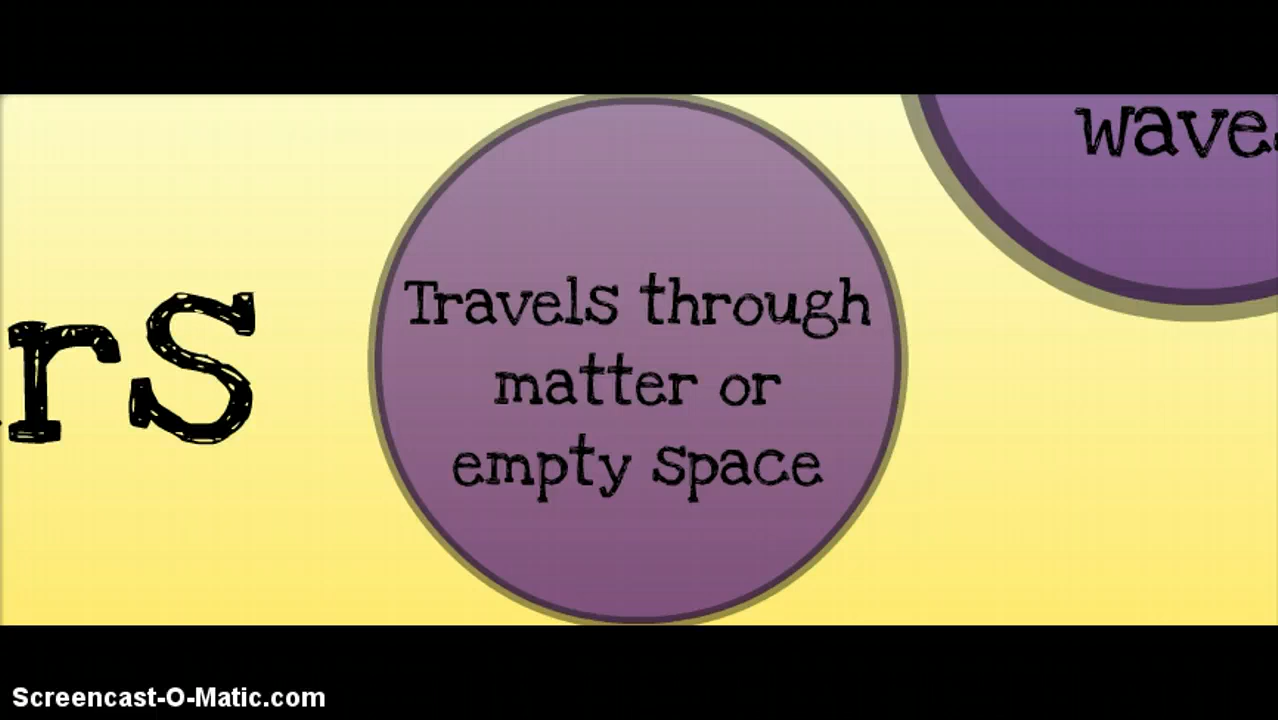 rs
Travels through
matter or
empty space
wave
Screencast-O-Matic.com